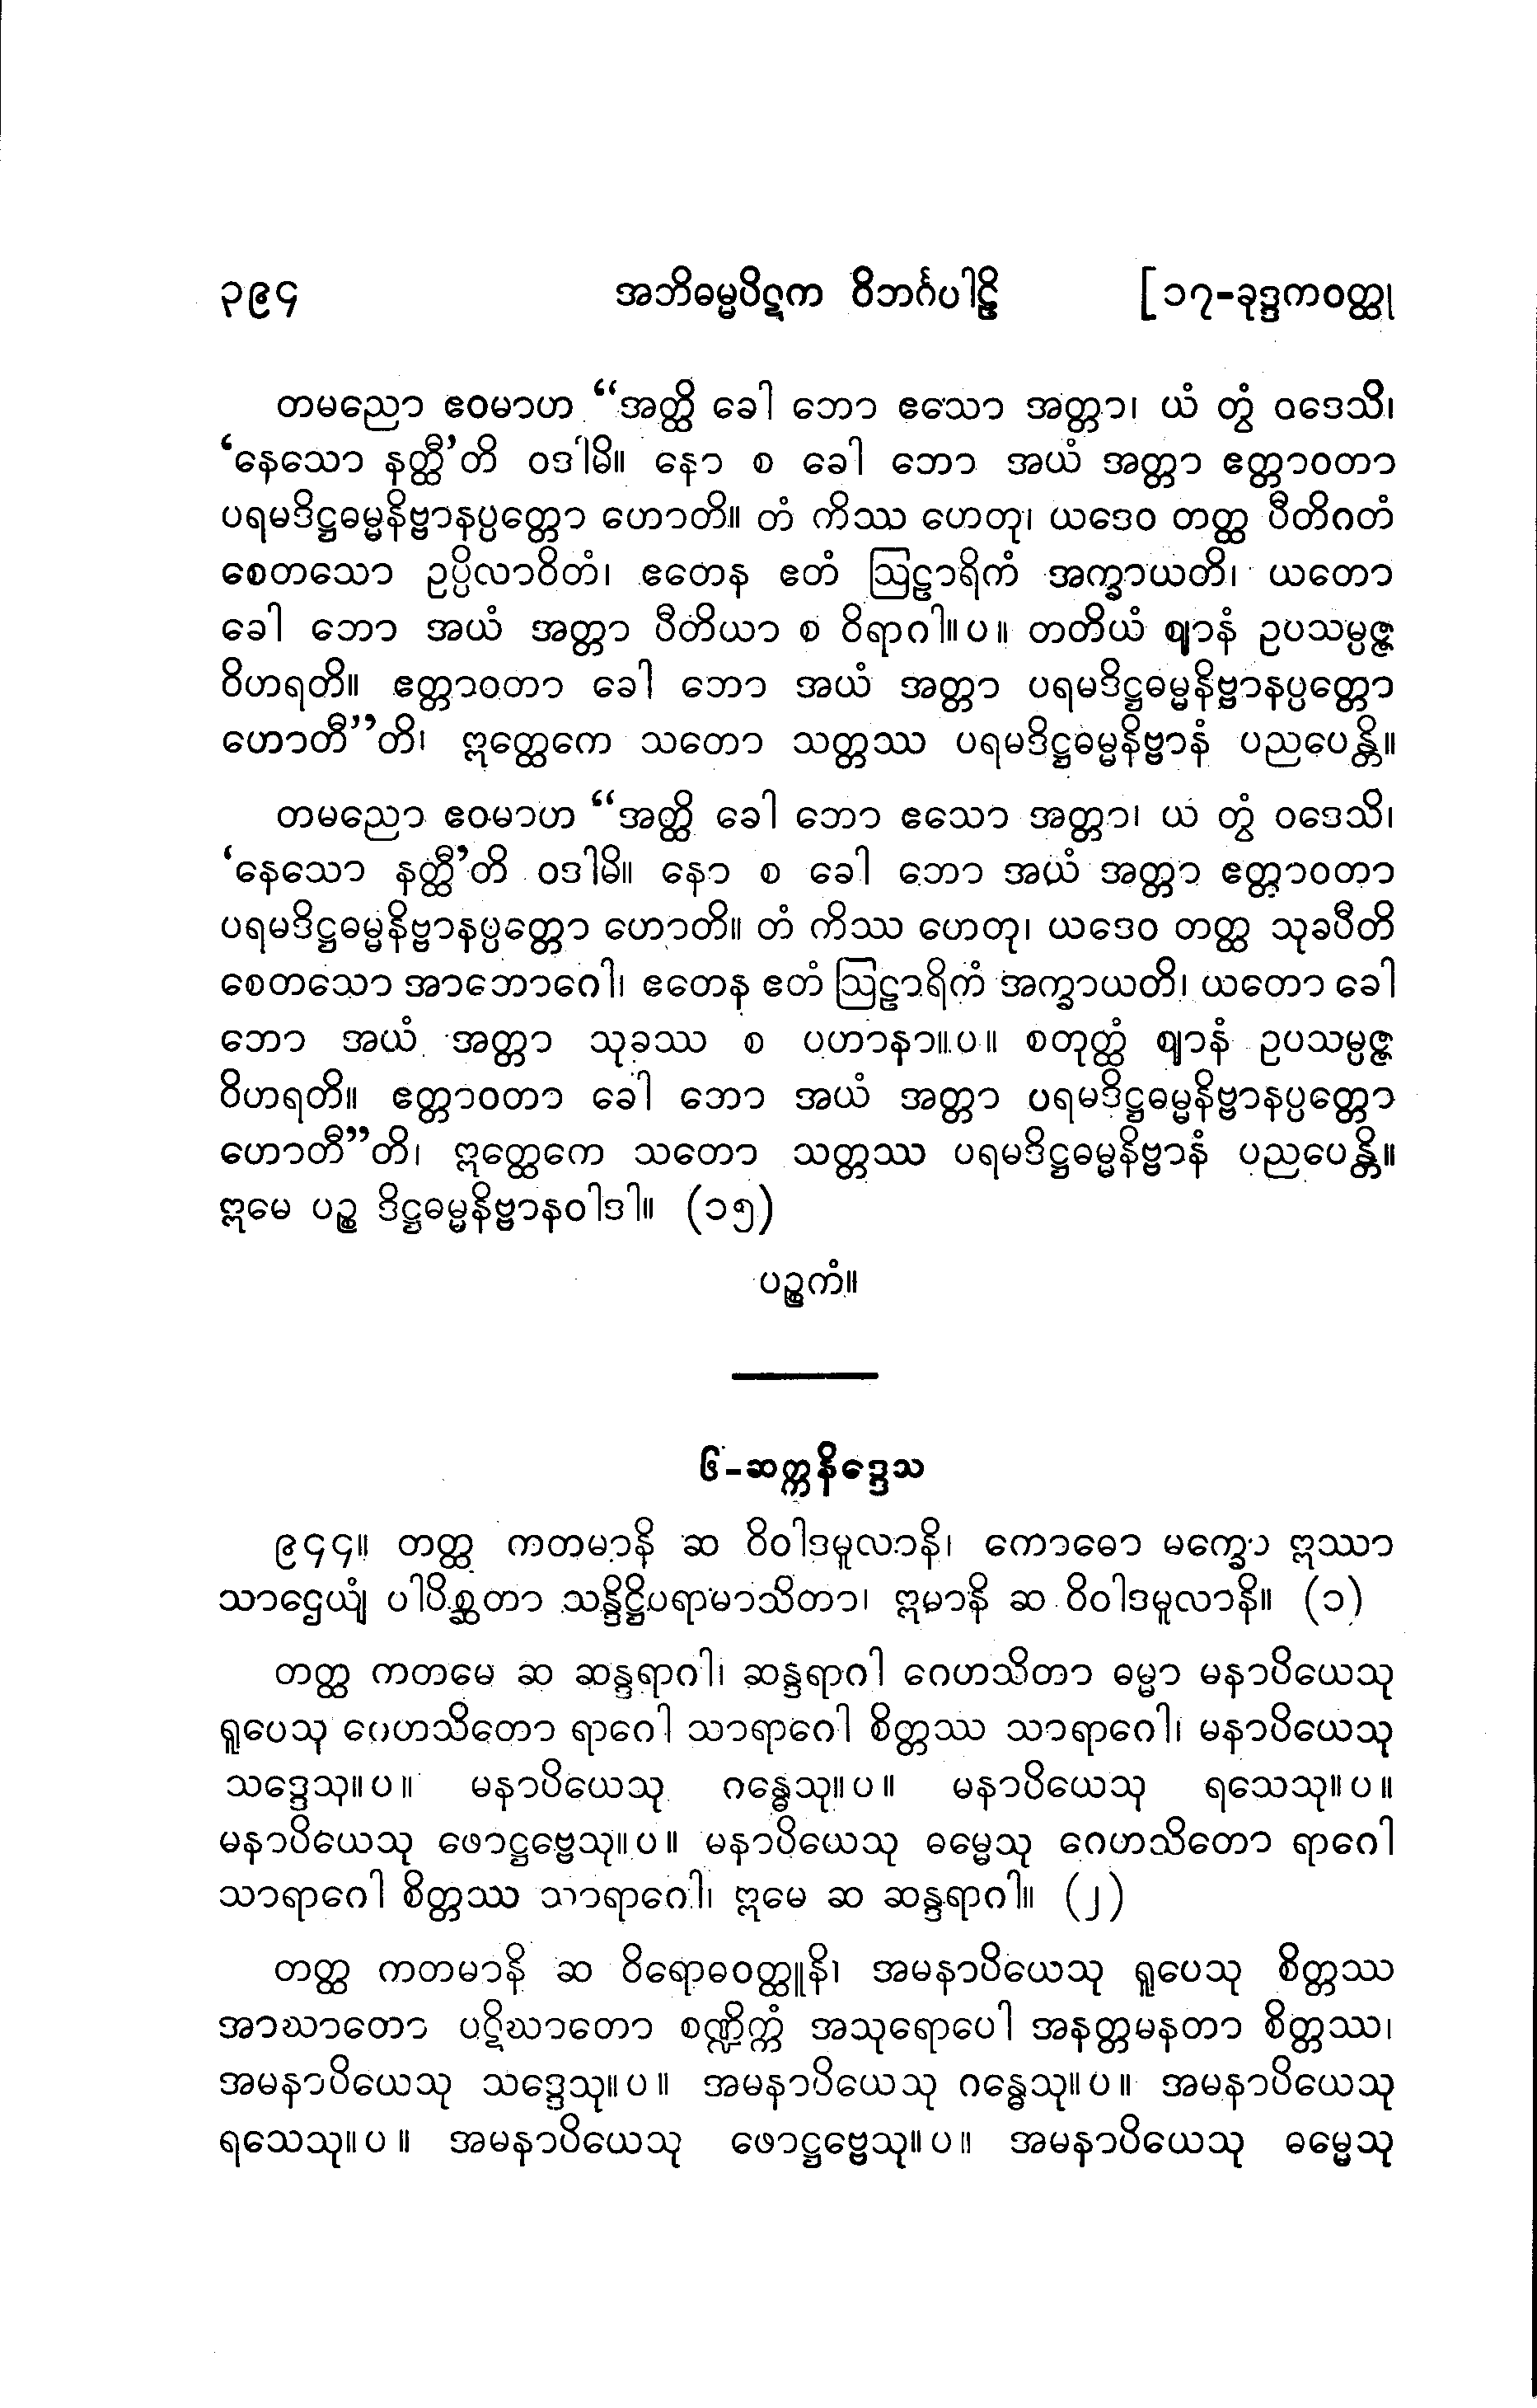 ၃၉၄ အဘိဓမ္မပိဋက ဝိဘင်္ဂပါဠိ [၁၇-ခုဒ္ဒကဝတ္ထု
တမညော ဧဝမာဟ “အတ္ထိ ခေါ ဘော ဧသော အတ္တာ၊ ယံ တွံ ဝဒေသိ၊
‘နေသော နတ္ထီ’တိ ဝဒါမိ။ နော စ ခေါ ဘော အယံ အတ္တာ ဧတ္တာဝတာ
ပရမဒိဋ္ဌဓမ္မနိဗ္ဗာနပ္ပတ္တော ဟောတိ။ တံ ကိဿ ဟေတု၊ ယဒေဝ တတ္ထ ပီတိဂတံ
စေတသော ဥပ္ပိလာဝိတံ၊ ဧတေန ဧတံ ဩဠာရိကံ အက္ခာယတိ၊ ယတော
ခေါ ဘော အယံ အတ္တာ ပီတိယာ စ ဝိရာဂါ။ပ။ တတိယံ ဈာနံ ဥပသမ္ပဇ္ဇ
ဝိဟရတိ။ ဧတ္တာဝတာ ခေါ ဘော အယံ အတ္တာ ပရမဒိဋ္ဌဓမ္မနိဗ္ဗာနပ္ပတ္တော
ဟောတီ”တိ၊ ဣတ္ထေကေ သတော သတ္တဿ ပရမဒိဋ္ဌဓမ္မနိဗ္ဗာနံ ပညပေန္တိ။
တမညော ဧဝမာဟ “အတ္ထိ ခေါ ဘော ဧသော အတ္တာ၊ ယံ တွံ ဝဒေသိ၊
‘နေသော နတ္ထီ’တိ ဝဒါမိ။ နော စ ခေါ ဘော အယံ အတ္တာ ဧတ္တာဝတာ
ပရမဒိဋ္ဌဓမ္မနိဗ္ဗာနပ္ပတ္တော ဟောတိ။ တံ ကိဿ ဟေတု၊ ယဒေဝ တတ္ထ သုခပီတိ
စေတသော အာဘောဂေါ၊ ဧတေန ဧတံ ဩဠာရိကံ အက္ခာယတိ၊ ယတော ခေါ
ဘော အယံ အတ္တာ သုခဿ စ ပဟာနာ။ပ။ စတုတ္ထံ ဈာနံ ဥပသမ္ပဇ္ဇ
ဝိဟရတိ။ ဧတ္တာဝတာ ခေါ ဘော အယံ အတ္တာ ပရမဒိဋ္ဌဓမ္မနိဗ္ဗာနပ္ပတ္တော
ဟောတီ”တိ၊ ဣတ္ထေကေ သတော သတ္တဿ ပရမဒိဋ္ဌဓမ္မနိဗ္ဗာနံ ပညပေန္တိ။
ဣမေ ပဉ္စ ဒိဋ္ဌဓမ္မနိဗ္ဗာနဝါဒါ။ (၁၅)
ပဉ္စကံ။
၆-ဆက္ကနိဒ္ဒေသ
၉၄၄။ တတ္ထ ကတမာနိ ဆ ဝိဝါဒမူလာနိ၊ ကောဓော မက္ခော ဣဿာ
သာဌေယျံ ပါပိစ္ဆတာ သန္ဒိဋ္ဌိပရာမာသိတာ၊ ဣမာနိ ဆ ဝိဝါဒမူလာနိ။ (၁)
တတ္ထ ကတမေ ဆ ဆန္ဒရာဂါ၊ ဆန္ဒရာဂါ ဂေဟသိတာ ဓမ္မာ မနာပိယေသု
ရူပေသု ဂေဟသိတော ရာဂေါ သာရာဂေါ စိတ္တဿ သာရာဂေါ၊ မနာပိယေသု
သဒ္ဒေသု။ပ။ မနာပိယေသု ဂန္ဓေသု။ပ။ မနာပိယေသု ရသေသု။ပ။
မနာပိယေသု ဖောဋ္ဌဗ္ဗေသု။ပ။ မနာပိယေသု ဓမ္မေသု ဂေဟသိတော ရာဂေါ
သာရာဂေါ စိတ္တဿ သာရာဂေါ၊ ဣမေ ဆ ဆန္ဒရာဂါ။ (၂)
တတ္ထ ကတမာနိ ဆ ဝိရောဓဝတ္ထူနိ၊ အမနာပိယေသု ရူပေသု စိတ္တဿ
အာဃာတော ပဋိဃာတော စဏ္ဍိက္ကံ အသုရောပေါ အနတ္တမနတာ စိတ္တဿ၊
အမနာပိယေသု သဒ္ဒေသု။ပ။ အမနာပိယေသု ဂန္ဓေသု။ပ။ အမနာပိယေသု
ရသေသု။ပ။ အမနာပိယေသု ဖောဋ္ဌဗ္ဗေသု။ပ။ အမနာပိယေသု ဓမ္မေသု